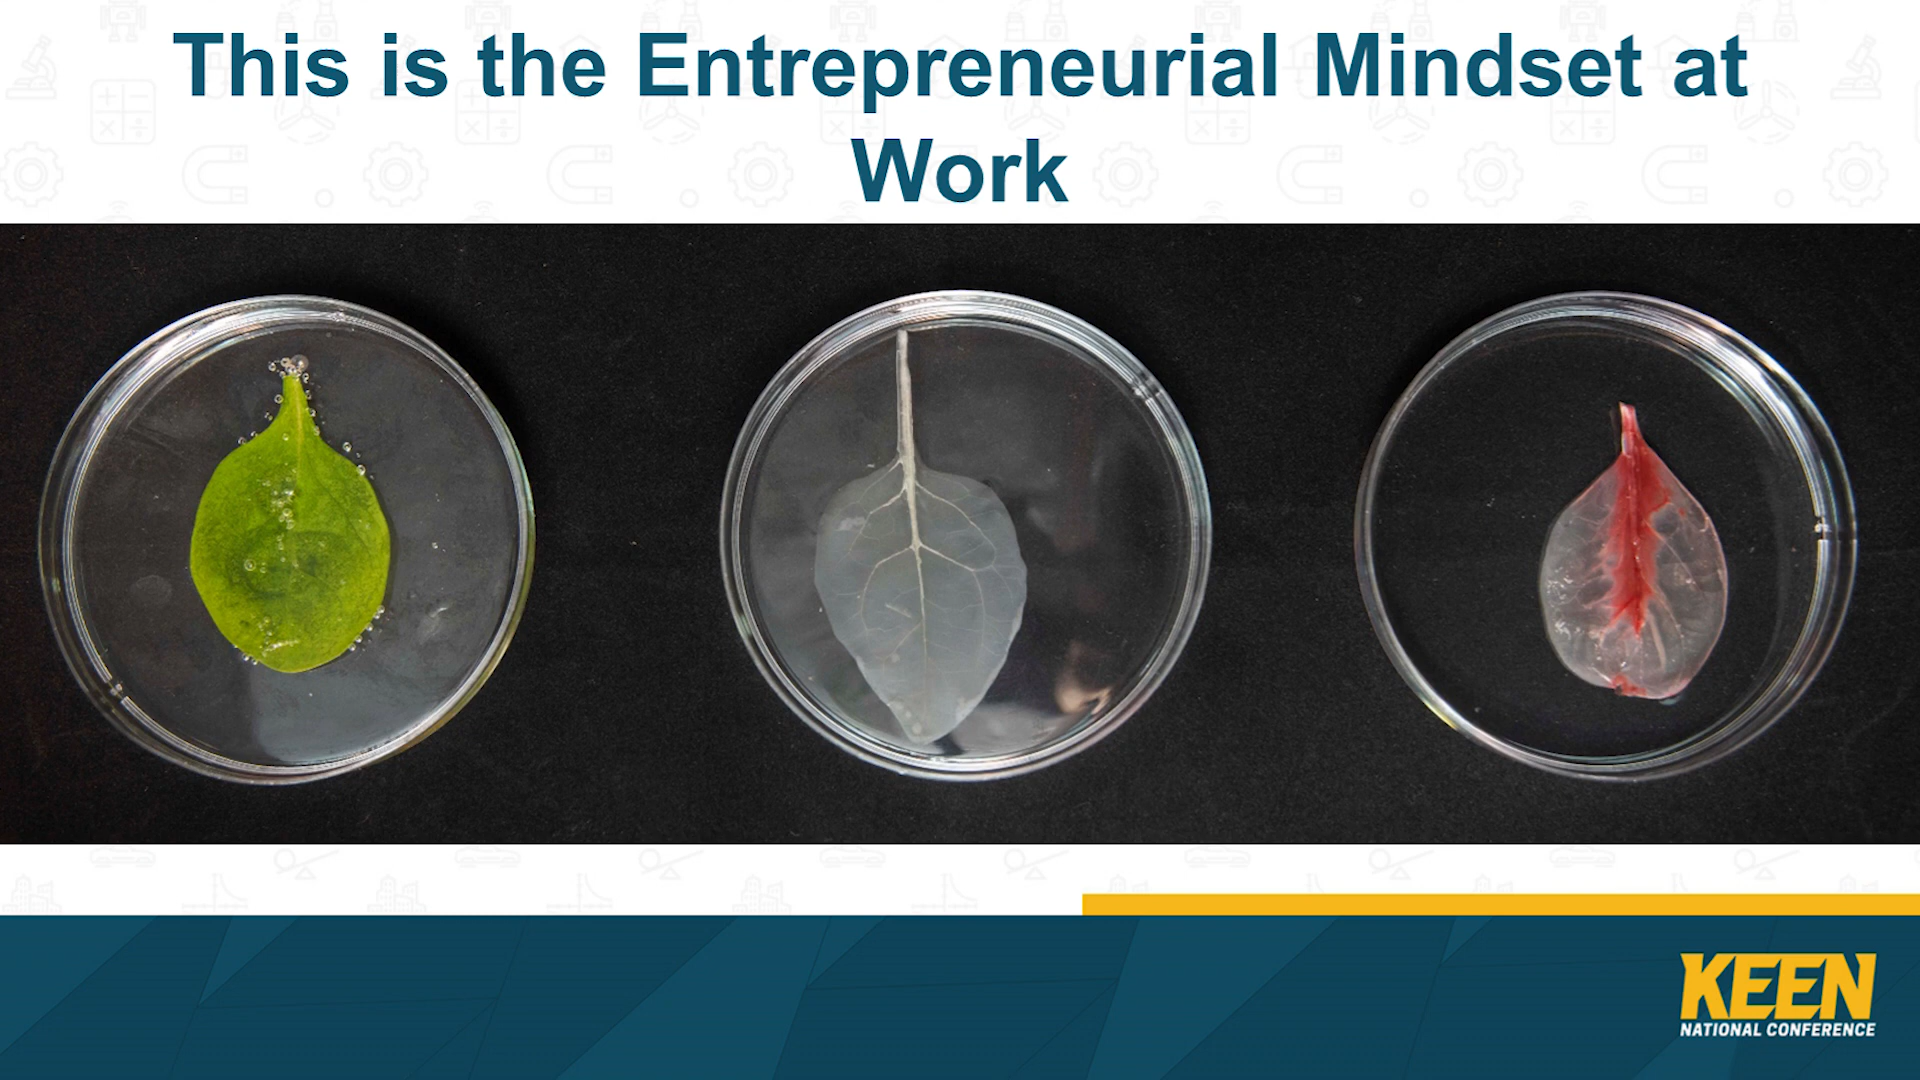 This is the Entrepreneurial Mindset at
Work
KEEN
NATIONAL CONFERENCE